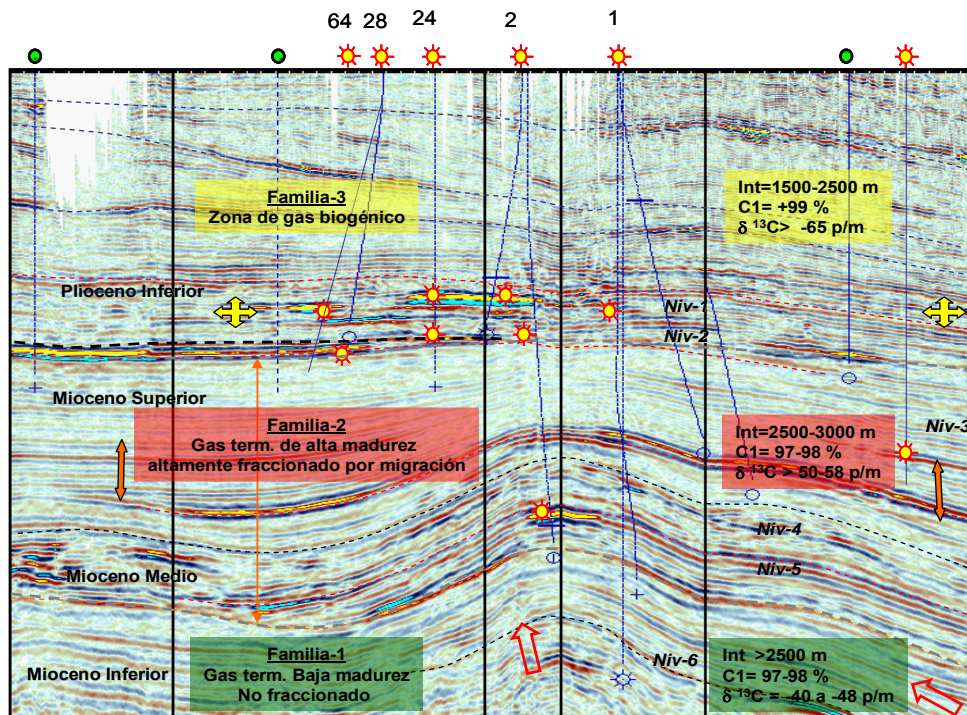 64 28 24 2 1
Familia-3
Zona de gas biogénico
Int=1500-2500 m
C1= +99 %
δ ¹³C> -65 p/m
Plioceno Inferior
Niv-1
Niv-2
Mioceno Superior
Familia-2
Gas term. de alta madurez
altamente fraccionado por migración
Int=2500-3000 m
C1= 97-98 %
δ ¹³C > 50-58 p/m
Niv-3
Niv-4
Niv-5
Mioceno Medio
Familia-1
Gas term. Baja madurez
No fraccionado
Mioceno Inferior
Niv-6
Int >2500 m
C1= 97-98 %
δ ¹³C = -40 a -48 p/m